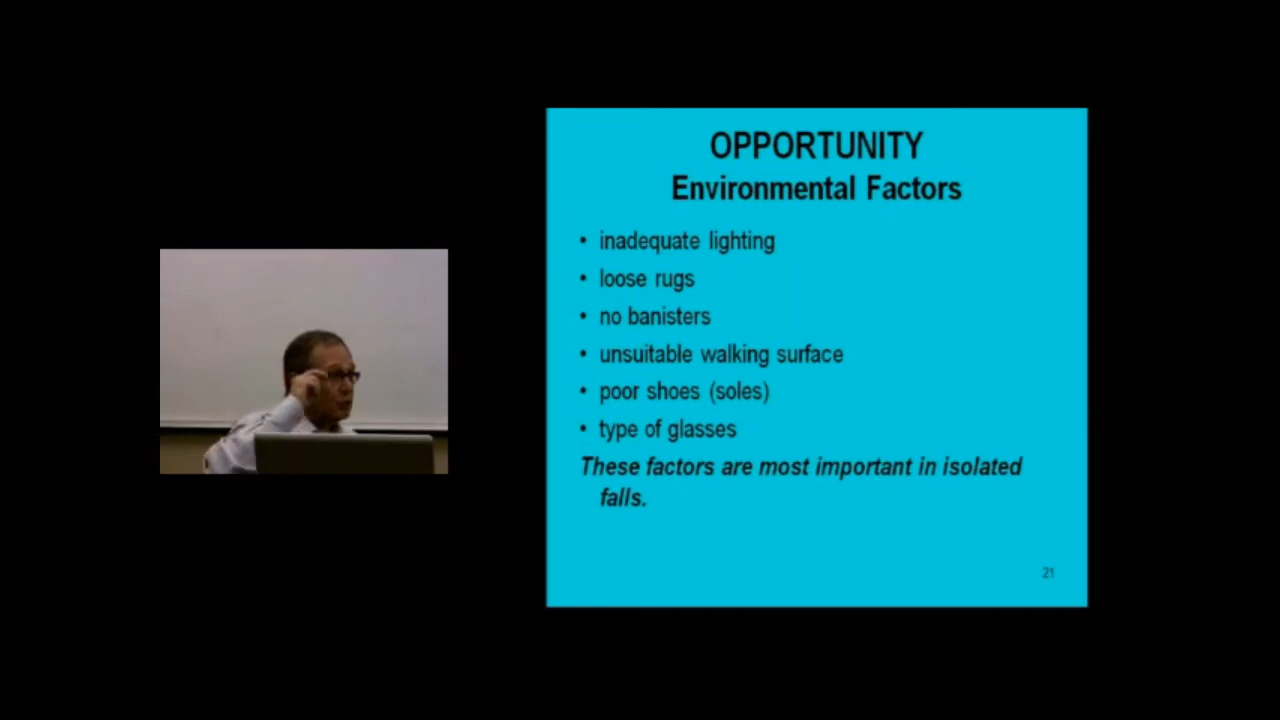 OPPORTUNITY
Environmental Factors
• inadequate lighting
• loose rugs
• no banisters
• unsuitable walking surface
• poor shoes (soles)
• type of glasses
These factors are most important in isolated
falls.
21